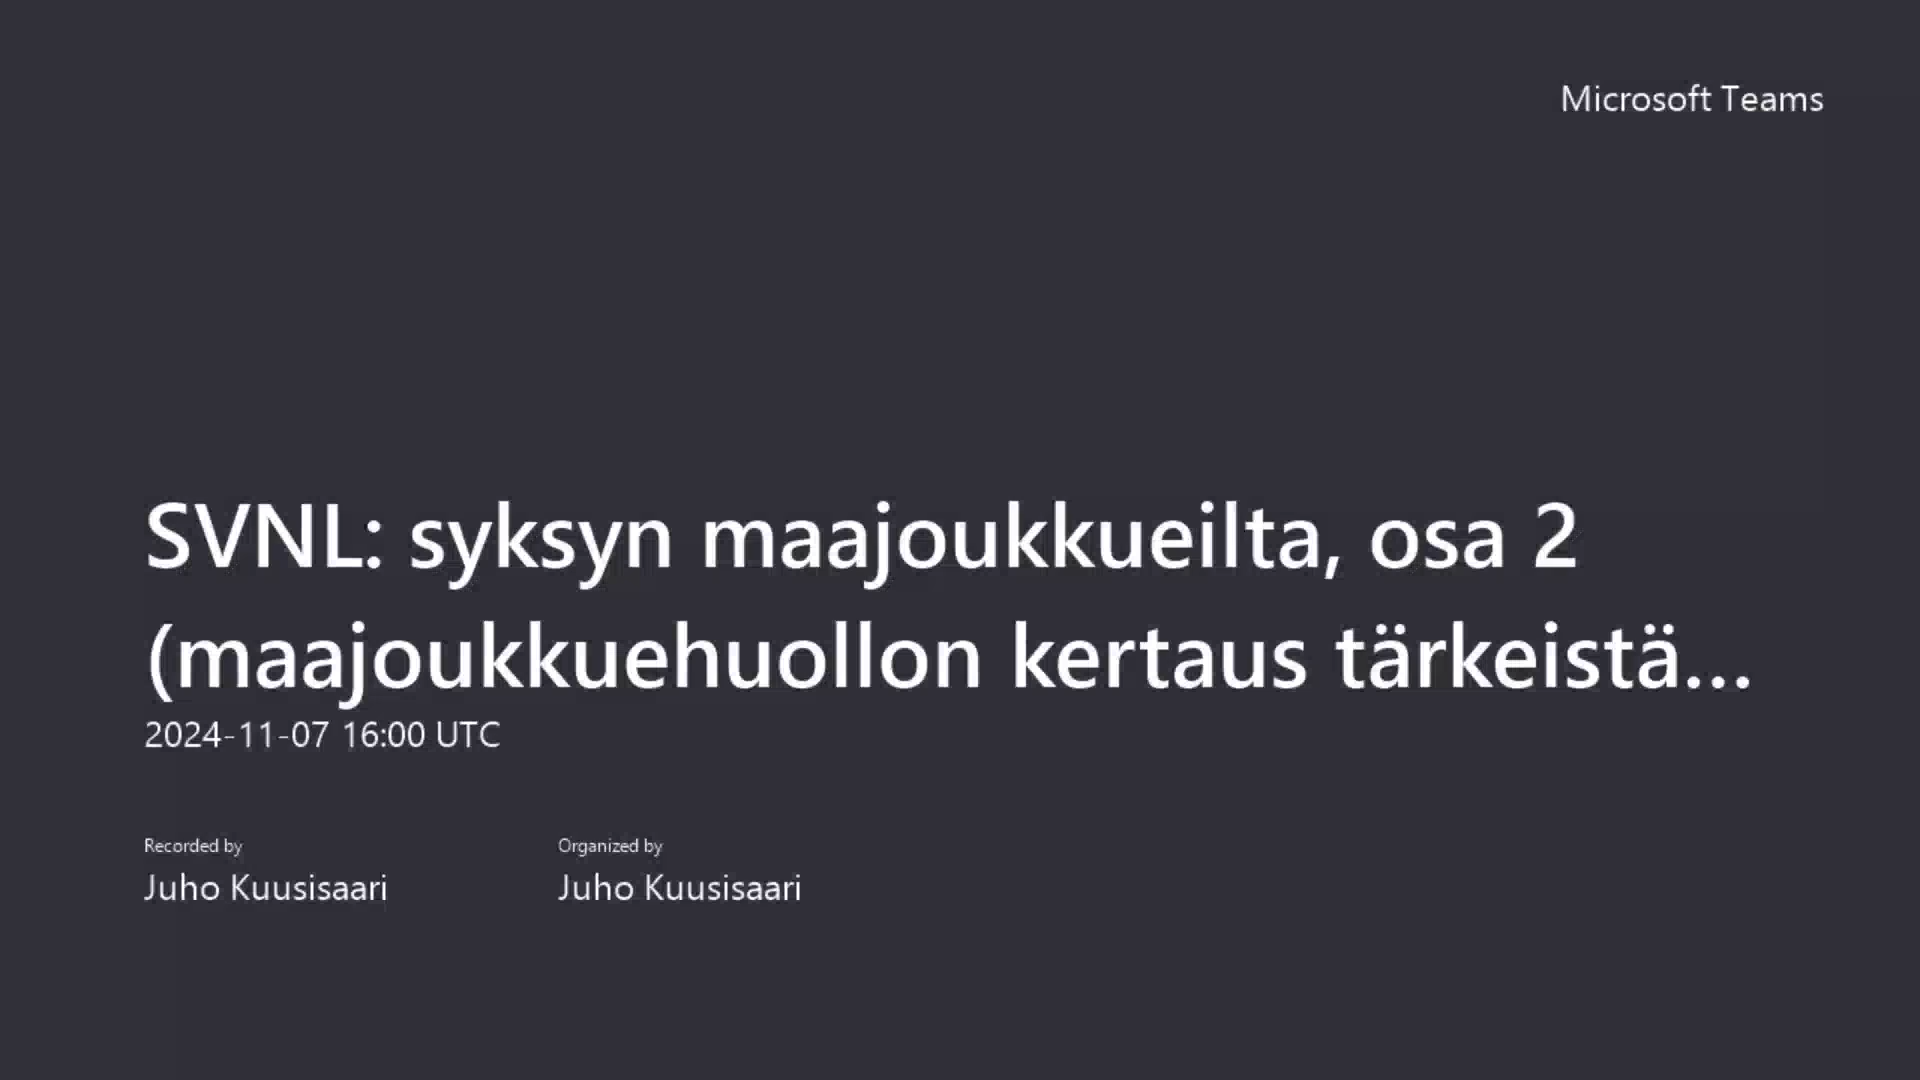 Microsoft Teams
SVNL: syksyn maajoukkueilta, osa 2
(maajoukkuehuollon kertaus tärkeistä...
2024-11-07 16:00 UTC
Recorded by
Juho Kuusisaari
Organized by
Juho Kuusisaari